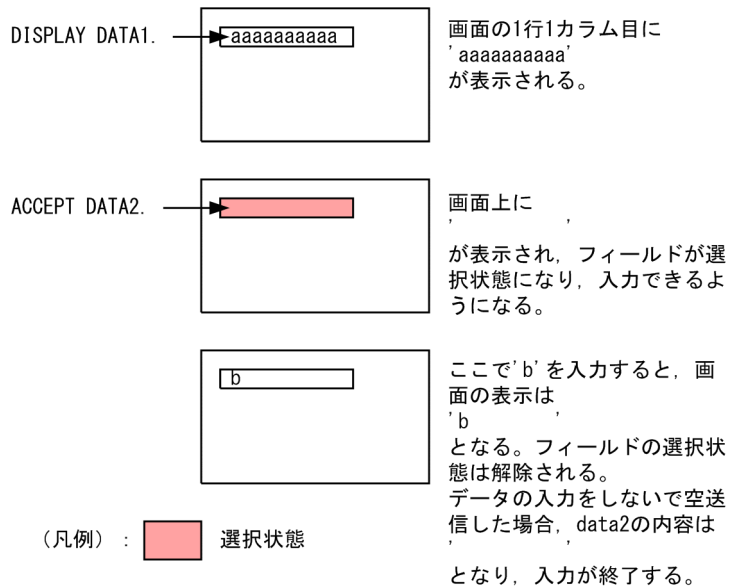 DISPLAY DATA1.
aaaaaaaaaa
画面の1行1カラム目に
'aaaaaaaaaa'
が表示される。
ACCEPT DATA2.
画面上に
'          '
が表示され，フィールドが選
択状態になり，入力できるよ
うになる。
b
ここで'b'を入力すると，画
面の表示は
'b         '
となる。フィールドの選択状
態は解除される。
データの入力をしないで空送
信した場合，data2の内容は
'          '
となり，入力が終了する。
（凡例）：
選択状態